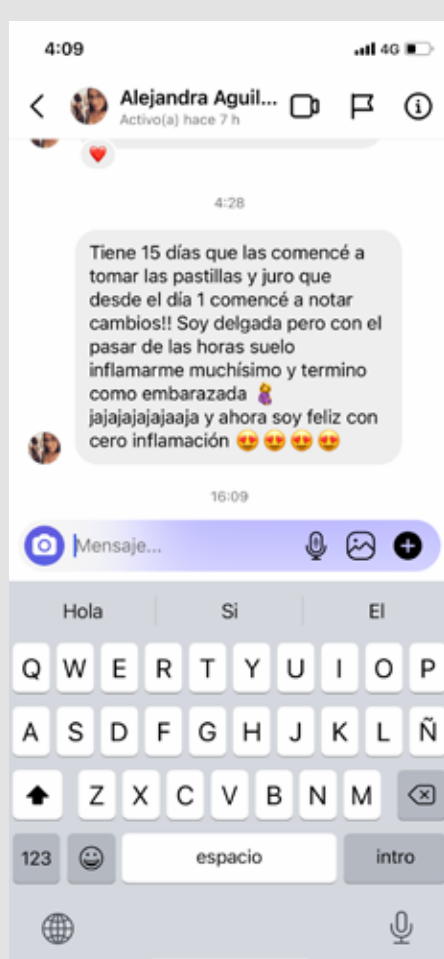 4:09
4G
Alejandra Aguil...
Activo(a) hace 7 h
4:28
Tiene 15 días que las comencé a
tomar las pastillas y juro que
desde el día 1 comencé a notar
cambios!! Soy delgada pero con el
pasar de las horas suelo
inflamarme muchísimo y termino
como embarazada 🤰
jajajajajajaaja y ahora soy feliz con
cero inflamación 😍😍😍😍
16:09
Mensaje...
Hola Si El
Q W E R T Y U I O P
A S D F G H J K L Ñ
Z X C V B N M
123 espacio intro